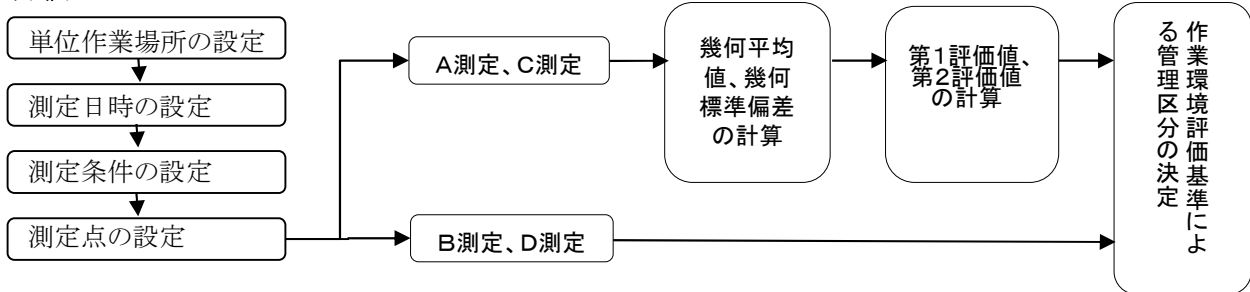 単位作業場所の設定
測定日時の設定
測定条件の設定
測定点の設定
A測定、C測定
幾何平均
値、幾何
標準偏差
の計算
第1評価値、
第2評価値
の計算
B測定、D測定
作業環境評価基準によ
る管理区分の決定